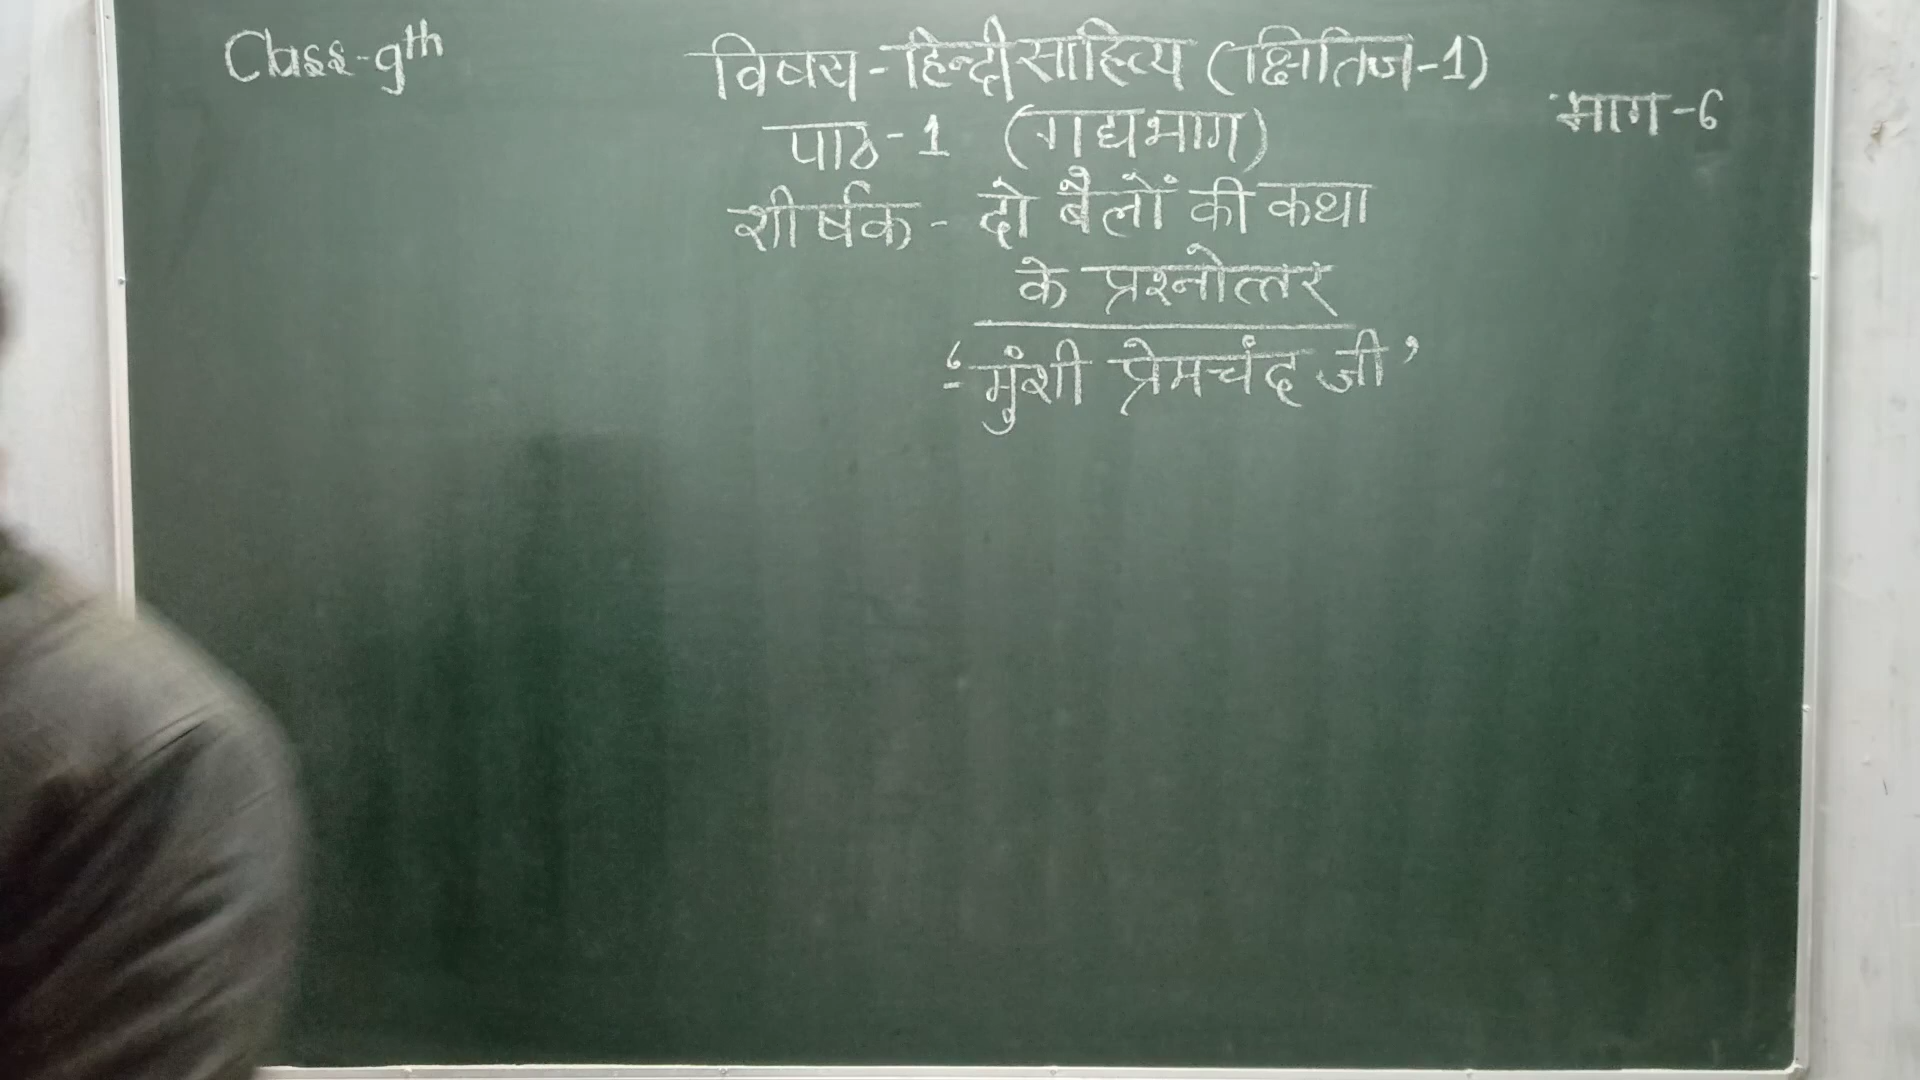 Class-9th
विषय-हिन्दी साहित्य (क्षितिज-1)
भाग-6
पाठ-1 (गद्यभाग)
शीर्षक- दो बैलों की कथा
के प्रश्नोत्तर
- 'मुंशी प्रेमचंद जी'